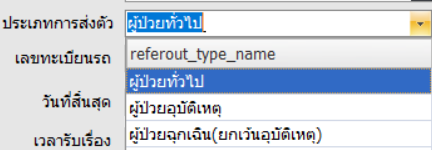 ประเภทการส่งตัว ผู้ป่วยทั่วไป
เลขทะเบียนรถ referout_type_name
ผู้ป่วยทั่วไป
วันที่สิ้นสุด ผู้ป่วยอุบัติเหตุ
เวลารับเรื่อง ผู้ป่วยฉุกเฉิน(ยกเว้นอุบัติเหตุ)